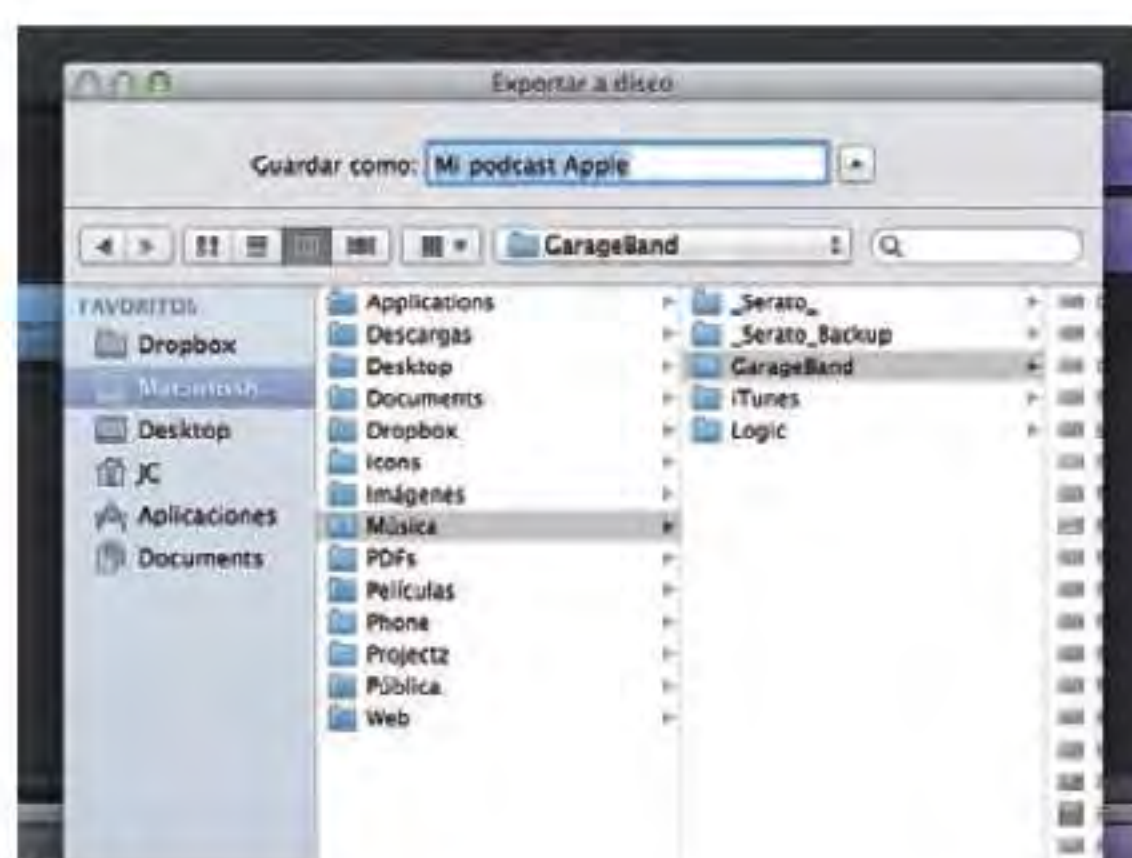 Exportar a disco
Guardar como: Mi podcast Apple
GarageBand
FAVORITOS
Dropbox
Macintosh
Desktop
JC
Aplicaciones
Documents
Applications
Descargas
Desktop
Documents
Dropbox
icons
Imágenes
Música
PDFs
Películas
Phone
Projectz
Pública
Web
_Serato_
_Serato_Backup
GarageBand
iTunes
Logic